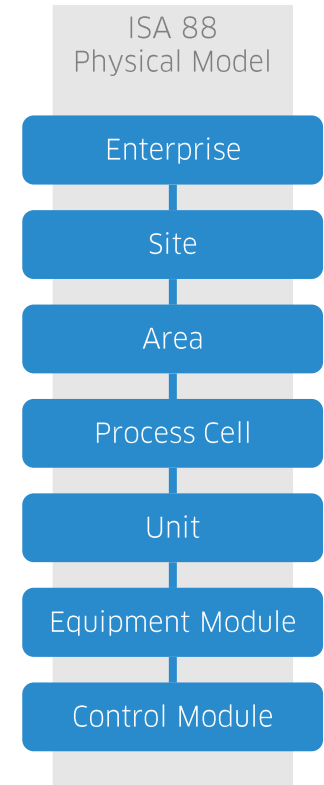 ISA 88
Physical Model
Enterprise
Site
Area
Process Cell
Unit
Equipment Module
Control Module